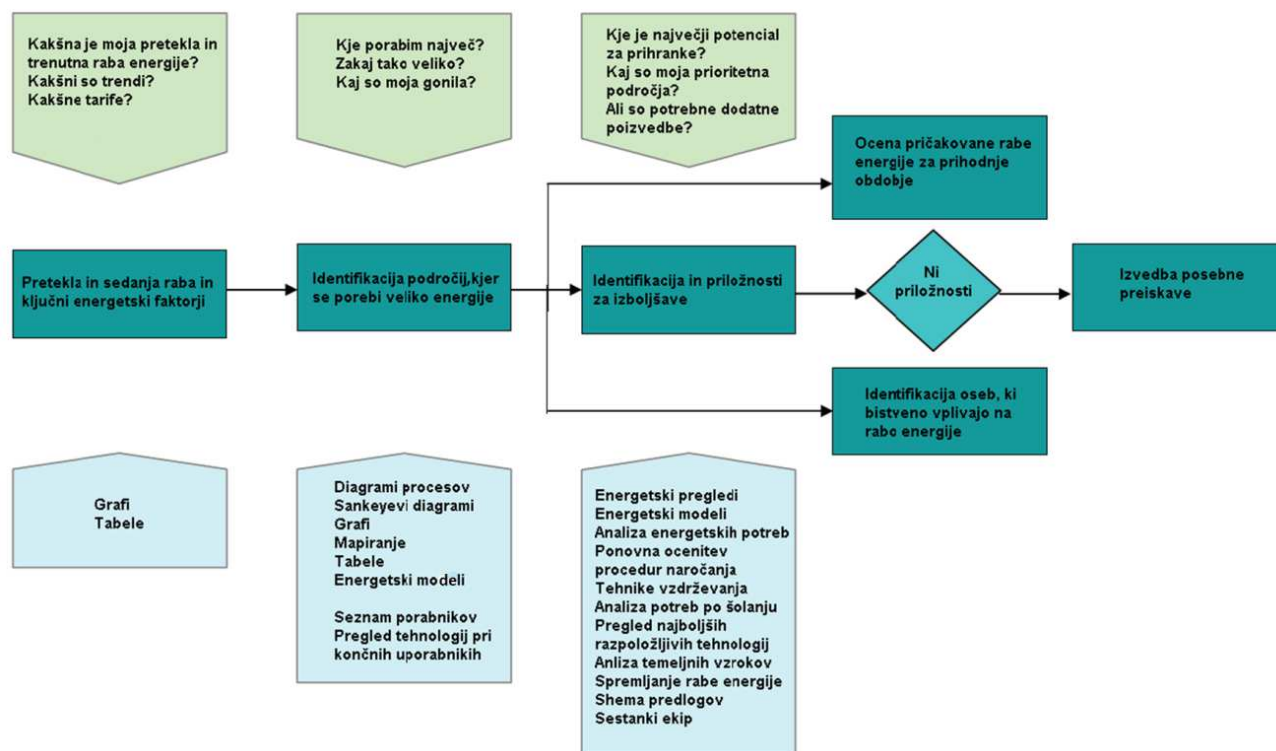 Kakšna je moja pretekla in
trenutna raba energije?
Kakšni so trendi?
Kakšne tarife?
Kje porabim največ?
Zakaj tako veliko?
Kaj so moja gonila?
Kje je največji potencial
za prihranke?
Kaj so moja prioritetna
področja?
Ali so potrebne dodatne
poizvedbe?
Ocena pričakovane rabe
energije za prihodnje
obdobje
Pretekla in sedanja raba in
ključni energetski faktorji
Identifikacija področij,kjer
se porebi veliko energije
Identifikacija in priložnosti
za izboljšave
Ni
priložnosti
Izvedba posebne
preiskave
Identifikacija oseb, ki
bistveno vplivajo na
rabo energije
Grafi
Tabele
Diagrami procesov
Sankeyevi diagrami
Grafi
Mapiranje
Tabele
Energetski modeli
Seznam porabnikov
Pregled tehnologij pri
končnih uporabnikih
Energetski pregledi
Energetski modeli
Analiza energetskih potreb
Ponovna ocenitev
procedur naročanja
Tehnike vzdrževanja
Analiza potreb po šolanju
Pregled najboljših
razpoložljivih tehnologij
Anliza temeljnih vzrokov
Spremljanje rabe energije
Shema predlogov
Sestanki ekip